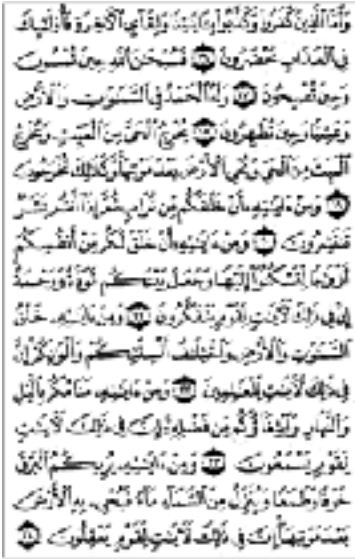 وَأَمَّا الَّذِينَ كَفَرُوا وَكَذَّبُوا بِآيَاتِنَا وَلِقَاءِ الْآخِرَةِ فَأُولَٰئِكَ
فِي الْعَذَابِ مُحْضَرُونَ ١٦ فَسُبْحَانَ اللَّهِ حِينَ تُمْسُونَ
وَحِينَ تُصْبِحُونَ ١٧ وَلَهُ الْحَمْدُ فِي السَّمَاوَاتِ وَالْأَرْضِ
وَعَشِيًّا وَحِينَ تُظْهِرُونَ ١٨ يُخْرِجُ الْحَيَّ مِنَ الْمَيِّتِ وَيُخْرِجُ
الْمَيِّتَ مِنَ الْحَيِّ وَيُحْيِي الْأَرْضَ بَعْدَ مَوْتِهَا وَكَذَٰلِكَ تُخْرَجُونَ
١٩ وَمِنْ آيَاتِهِ أَنْ خَلَقَكُمْ مِنْ تُرَابٍ ثُمَّ إِذَا أَنْتُمْ بَشَرٌ
تَنْتَشِرُونَ ٢٠ وَمِنْ آيَاتِهِ أَنْ خَلَقَ لَكُمْ مِنْ أَنْفُسِكُمْ
أَزْوَاجًا لِتَسْكُنُوا إِلَيْهَا وَجَعَلَ بَيْنَكُمْ مَوَدَّةً وَرَحْمَةً
إِنَّ فِي ذَٰلِكَ لَآيَاتٍ لِقَوْمٍ يَتَفَكَّرُونَ ٢١ وَمِنْ آيَاتِهِ خَلْقُ
السَّمَاوَاتِ وَالْأَرْضِ وَاخْتِلَافُ أَلْسِنَتِكُمْ وَأَلْوَانِكُمْ إِنَّ
فِي ذَٰلِكَ لَآيَاتٍ لِلْعَالِمِينَ ٢٢ وَمِنْ آيَاتِهِ مَنَامُكُمْ بِاللَّيْلِ
وَالنَّهَارِ وَابْتِغَاؤُكُمْ مِنْ فَضْلِهِ إِنَّ فِي ذَٰلِكَ لَآيَاتٍ
لِقَوْمٍ يَسْمَعُونَ ٢٣ وَمِنْ آيَاتِهِ يُرِيكُمُ الْبَرْقَ
خَوْفًا وَطَمَعًا وَيُنَزِّلُ مِنَ السَّمَاءِ مَاءً فَيُحْيِي بِهِ الْأَرْضَ
بَعْدَ مَوْتِهَا إِنَّ فِي ذَٰلِكَ لَآيَاتٍ لِقَوْمٍ يَعْقِلُونَ ٢٤